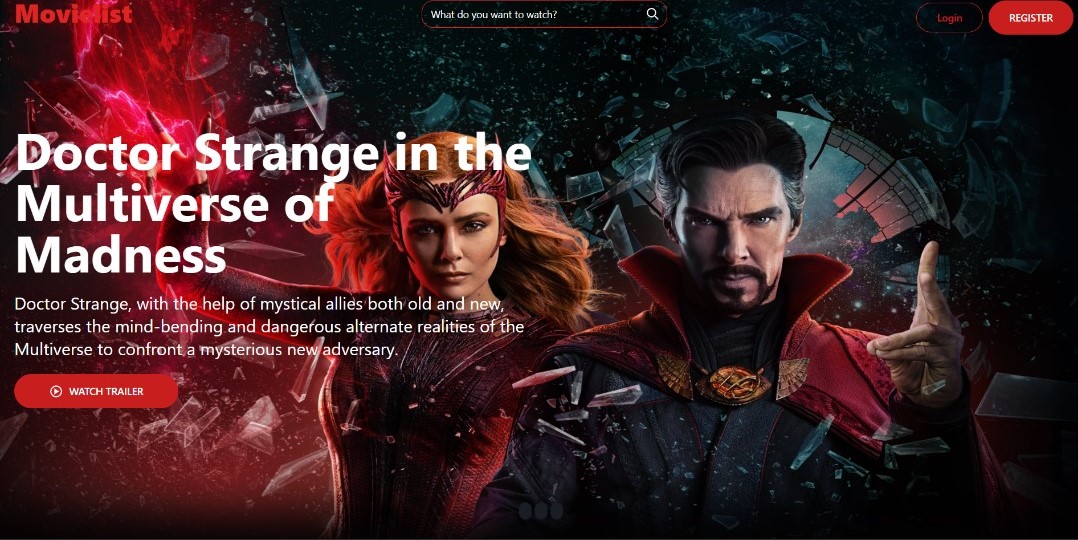 Movielist
What do you want to watch?
Login
REGISTER
Doctor Strange in the
Multiverse of
Madness
Doctor Strange, with the help of mystical allies both old and new,
traverses the mind-bending and dangerous alternate realities of the
Multiverse to confront a mysterious new adversary.
WATCH TRAILER